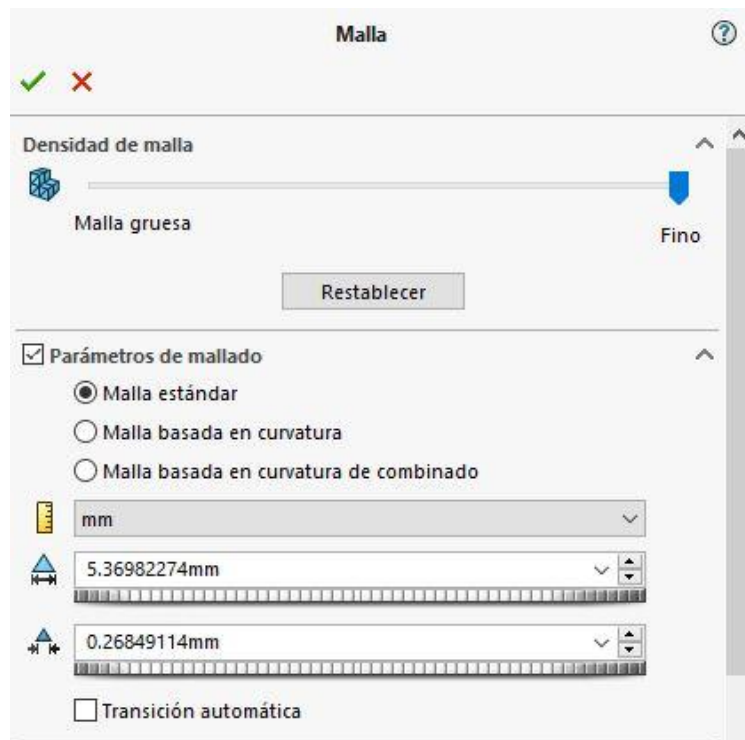 Malla
Densidad de malla
Malla gruesa
Fino
Restablecer
Parámetros de mallado
Malla estándar
Malla basada en curvatura
Malla basada en curvatura de combinado
mm
5.36982274mm
0.26849114mm
Transición automática